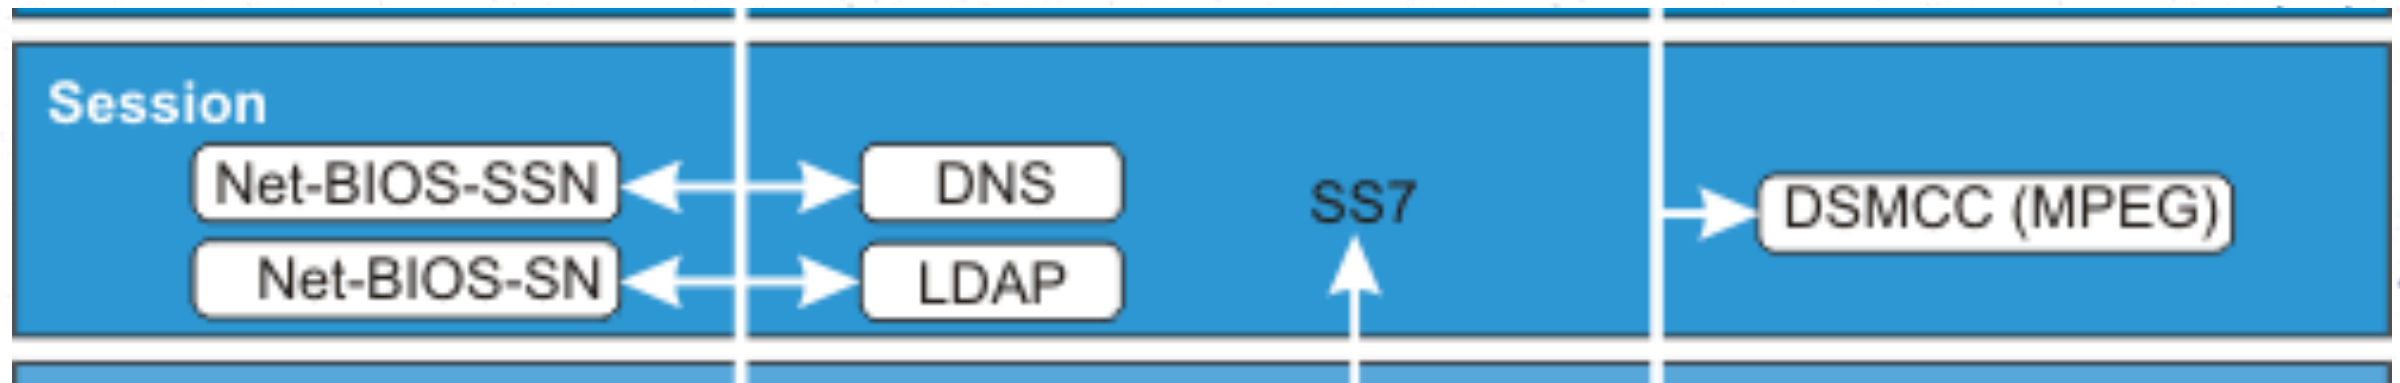 Session
Net-BIOS-SSN
DNS
SS7
DSMCC (MPEG)
Net-BIOS-SN
LDAP